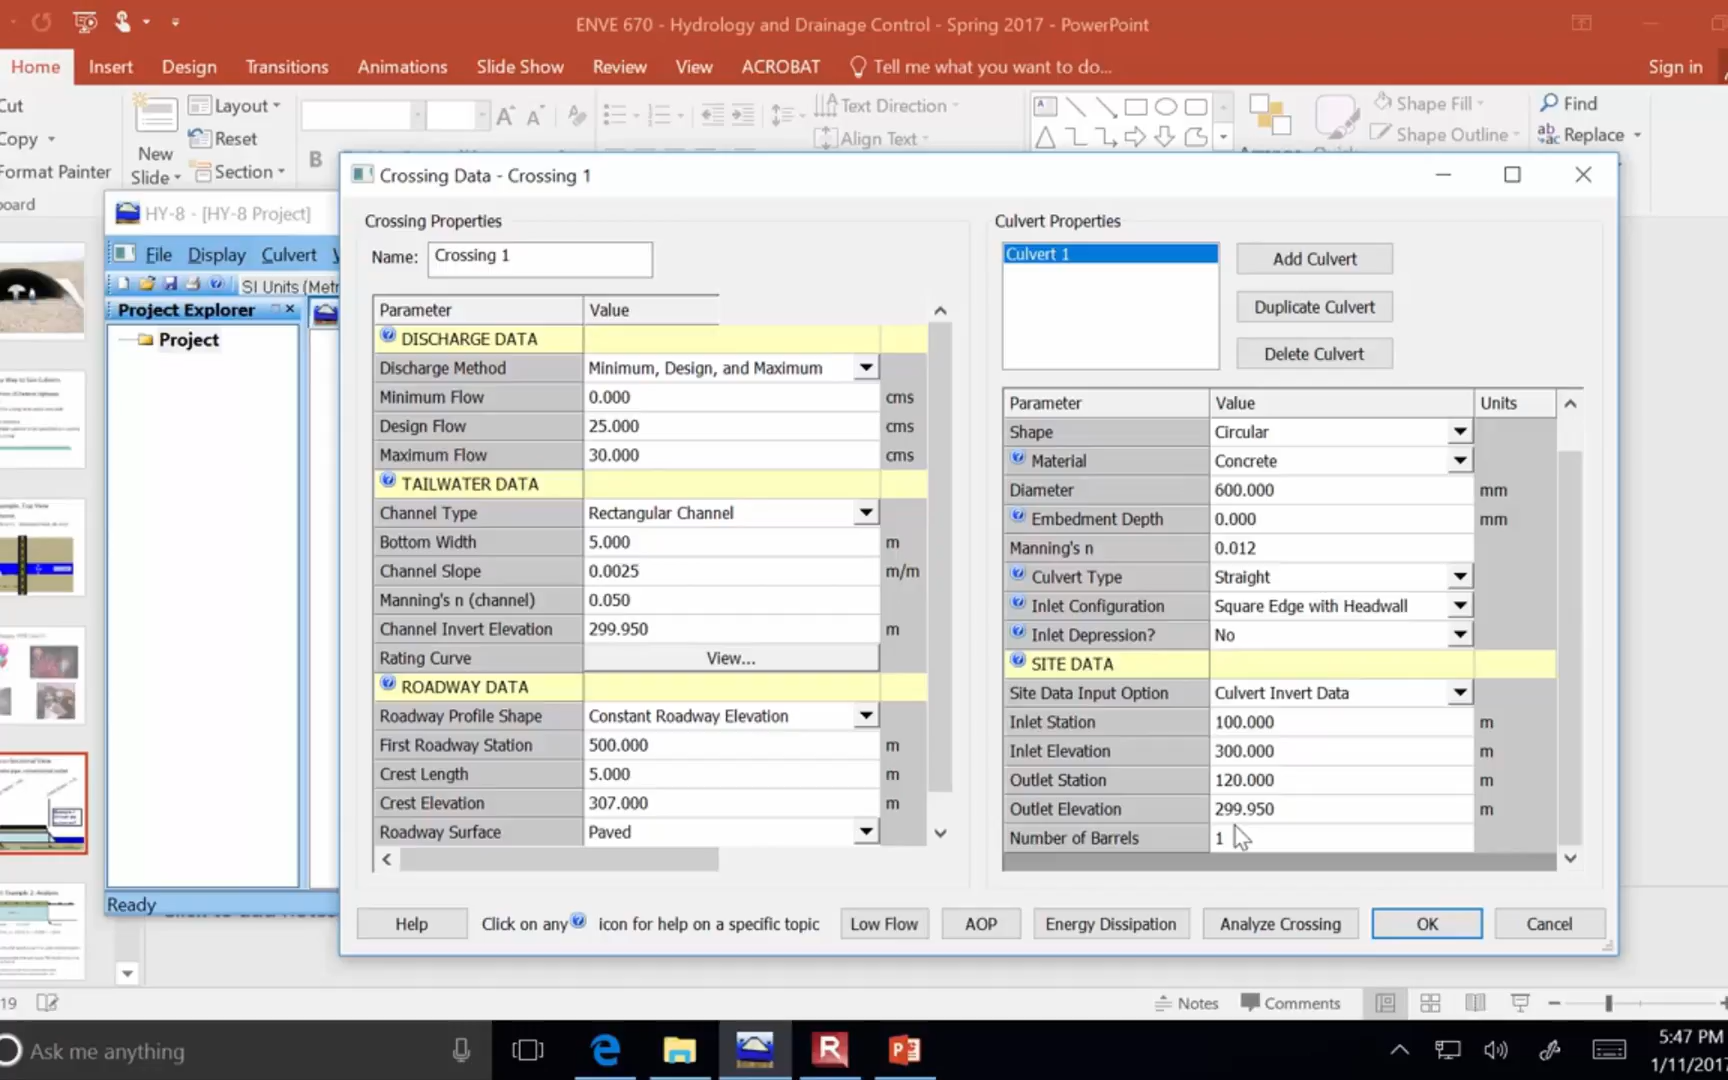 ENVE 670 - Hydrology and Drainage Control - Spring 2017 - PowerPoint
Home Insert Design Transitions Animations Slide Show Review View ACROBAT Tell me what you want to do... Sign in
Cut
Copy
Format Painter
New
Slide
Layout
Reset
Section
B
Text Direction
Align Text
Shape Fill
Shape Outline
Find
Replace
HY-8 - [HY-8 Project]
File Display Culvert
SI Units (Metr
Project Explorer
Project
Ready
Crossing Data - Crossing 1
Crossing Properties
Name: Crossing 1
Parameter Value
DISCHARGE DATA
Discharge Method Minimum, Design, and Maximum
Minimum Flow 0.000 cms
Design Flow 25.000 cms
Maximum Flow 30.000 cms
TAILWATER DATA
Channel Type Rectangular Channel
Bottom Width 5.000 m
Channel Slope 0.0025 m/m
Manning's n (channel) 0.050
Channel Invert Elevation 299.950 m
Rating Curve View...
ROADWAY DATA
Roadway Profile Shape Constant Roadway Elevation
First Roadway Station 500.000 m
Crest Length 5.000 m
Crest Elevation 307.000 m
Roadway Surface Paved
Culvert Properties
Culvert 1
Add Culvert
Duplicate Culvert
Delete Culvert
Parameter Value Units
Shape Circular
Material Concrete
Diameter 600.000 mm
Embedment Depth 0.000 mm
Manning's n 0.012
Culvert Type Straight
Inlet Configuration Square Edge with Headwall
Inlet Depression? No
SITE DATA
Site Data Input Option Culvert Invert Data
Inlet Station 100.000 m
Inlet Elevation 300.000 m
Outlet Station 120.000 m
Outlet Elevation 299.950 m
Number of Barrels 1
Help Click on any icon for help on a specific topic Low Flow AOP Energy Dissipation Analyze Crossing OK Cancel
19 Notes Comments
Ask me anything
5:47 PM
1/11/201